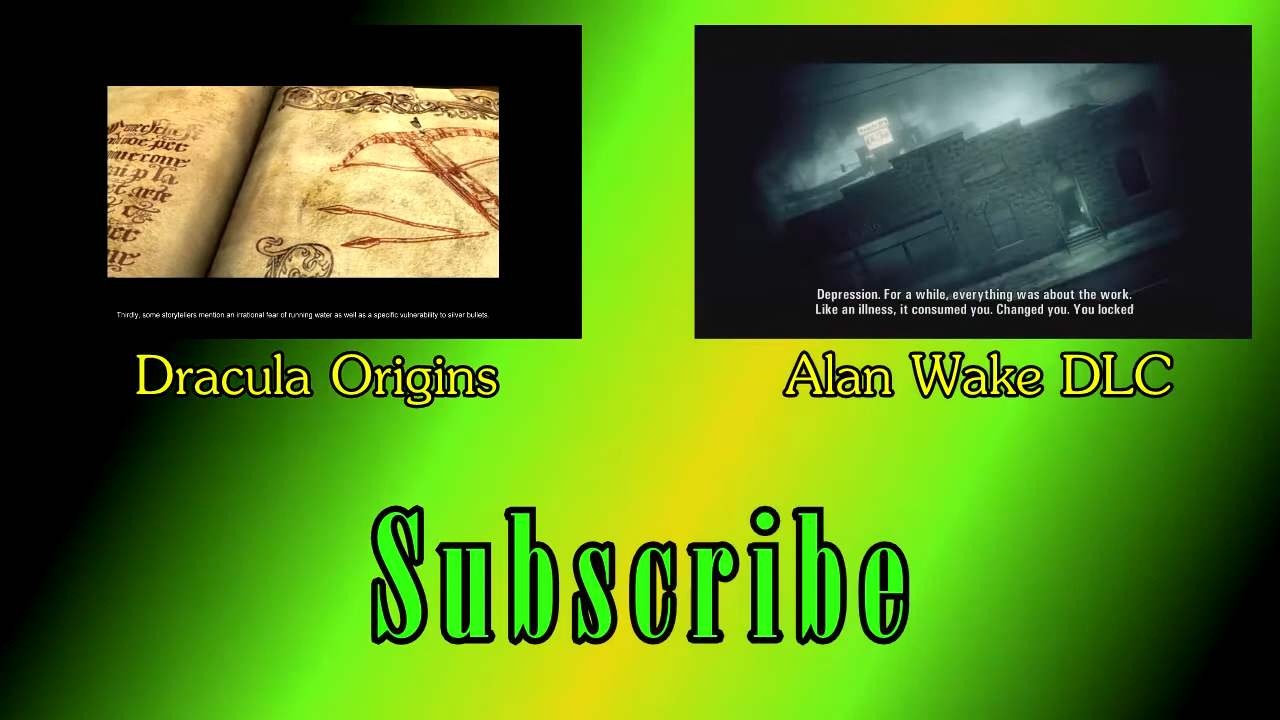 Thirdly, some storytellers mention an irrational fear of running water as well as a specific vulnerability to silver bullets.
Depression. For a while, everything was about the work.
Like an illness, it consumed you. Changed you. You locked
Dracula Origins
Alan Wake DLC
Subscribe